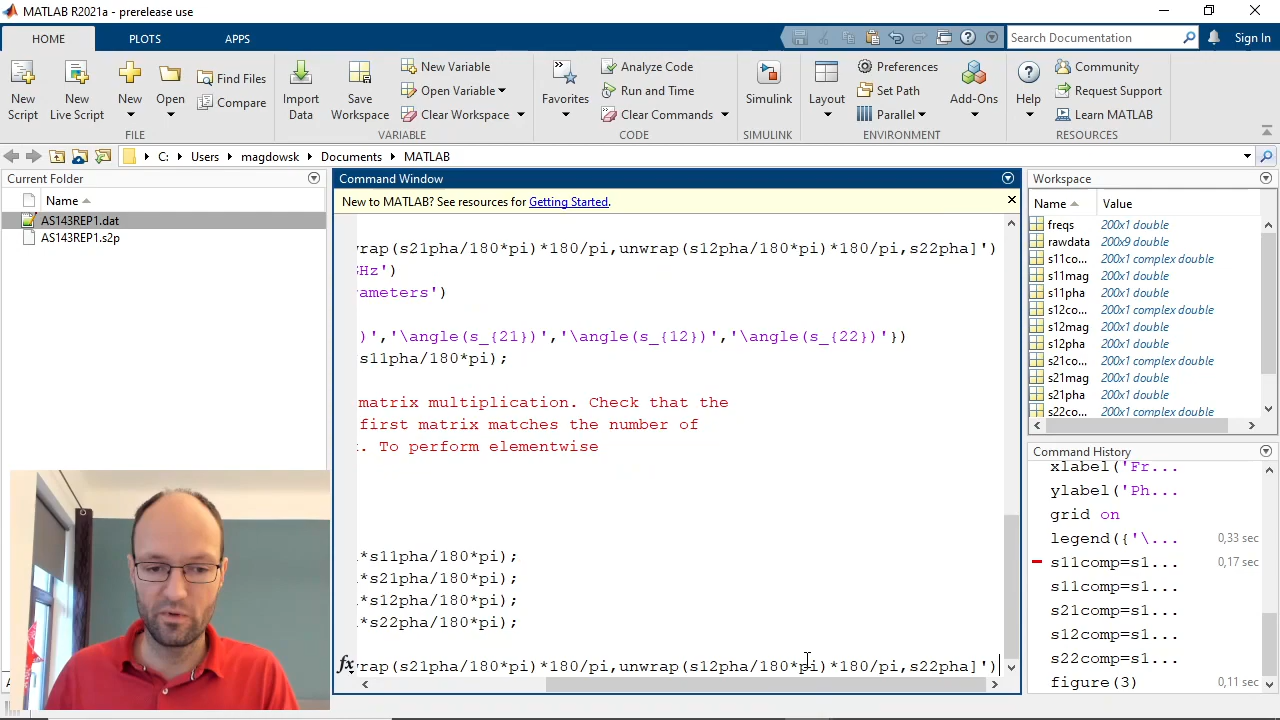 MATLAB R2021a - prerelease use
HOME PLOTS APPS
Search Documentation
Sign In
New Script
New Live Script
New
Open
Find Files
Compare
FILE
Import Data
Save Workspace
New Variable
Open Variable
Clear Workspace
VARIABLE
Favorites
Analyze Code
Run and Time
Clear Commands
CODE
Simulink
SIMULINK
Layout
Preferences
Set Path
Parallel
Add-Ons
ENVIRONMENT
Help
Community
Request Support
Learn MATLAB
RESOURCES
C: Users magdowsk Documents MATLAB
Current Folder
Name
AS143REP1.dat
AS143REP1.s2p
Command Window
New to MATLAB? See resources for Getting Started.
wrap(s21pha/180*pi)*180/pi,unwrap(s12pha/180*pi)*180/pi,s22pha]')
GHz')
rameters')
)','\angle(s_{21})','\angle(s_{12})','\angle(s_{22})'})
s11pha/180*pi);
matrix multiplication. Check that the
first matrix matches the number of
. To perform elementwise
*s11pha/180*pi);
*s21pha/180*pi);
*s12pha/180*pi);
*s22pha/180*pi);
fx wrap(s21pha/180*pi)*180/pi,unwrap(s12pha/180*pi)*180/pi,s22pha]')
Workspace
Name Value
freqs 200x1 double
rawdata 200x9 double
s11co... 200x1 complex double
s11mag 200x1 double
s11pha 200x1 double
s12co... 200x1 complex double
s12mag 200x1 double
s12pha 200x1 double
s21co... 200x1 complex double
s21mag 200x1 double
s21pha 200x1 double
s22co... 200x1 complex double
Command History
xlabel('Fr...
ylabel('Ph...
grid on
legend({'\... 0,33 sec
s11comp=s1... 0,17 sec
s11comp=s1...
s21comp=s1...
s12comp=s1...
s22comp=s1...
figure(3) 0,11 sec